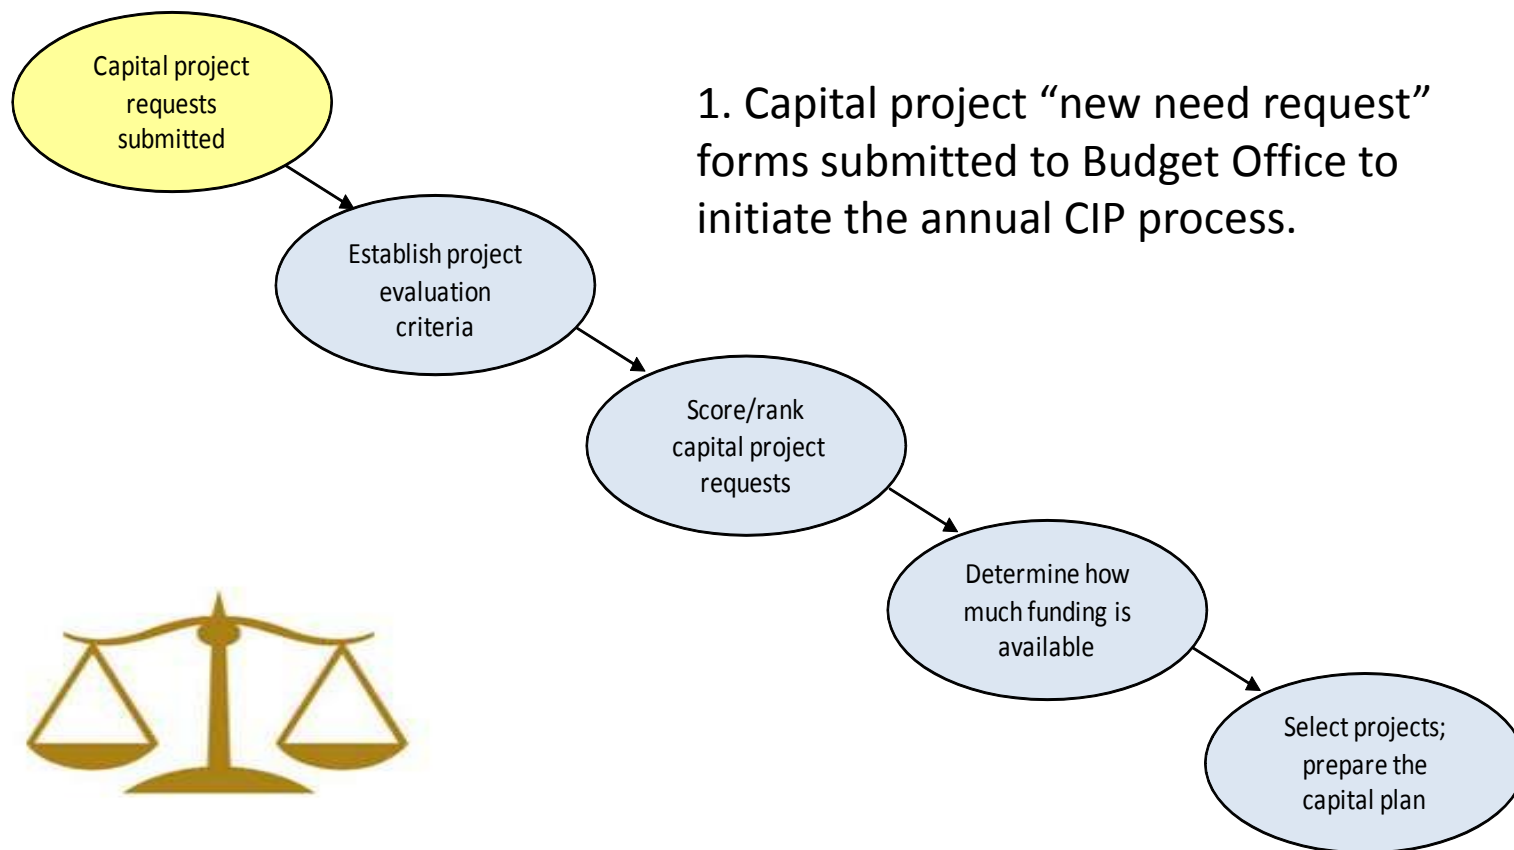 Capital project
requests
submitted
1. Capital project “new need request”
forms submitted to Budget Office to
initiate the annual CIP process.
Establish project
evaluation
criteria
Score/rank
capital project
requests
Determine how
much funding is
available
Select projects;
prepare the
capital plan